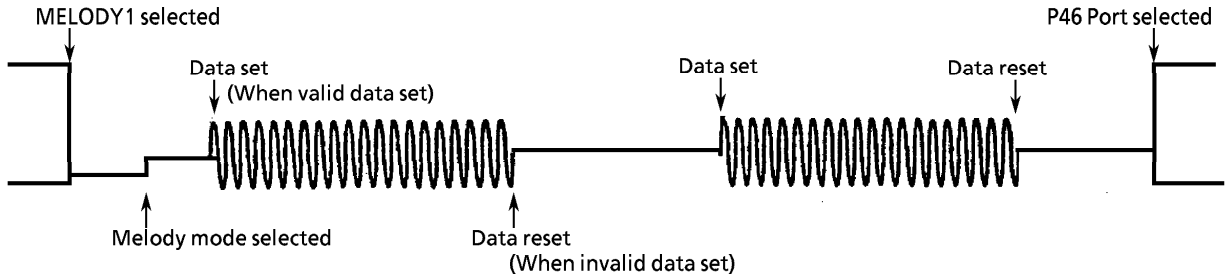 MELODY1 selected
P46 Port selected
Data set
(When valid data set)
Data set
Data reset
Melody mode selected
Data reset
(When invalid data set)